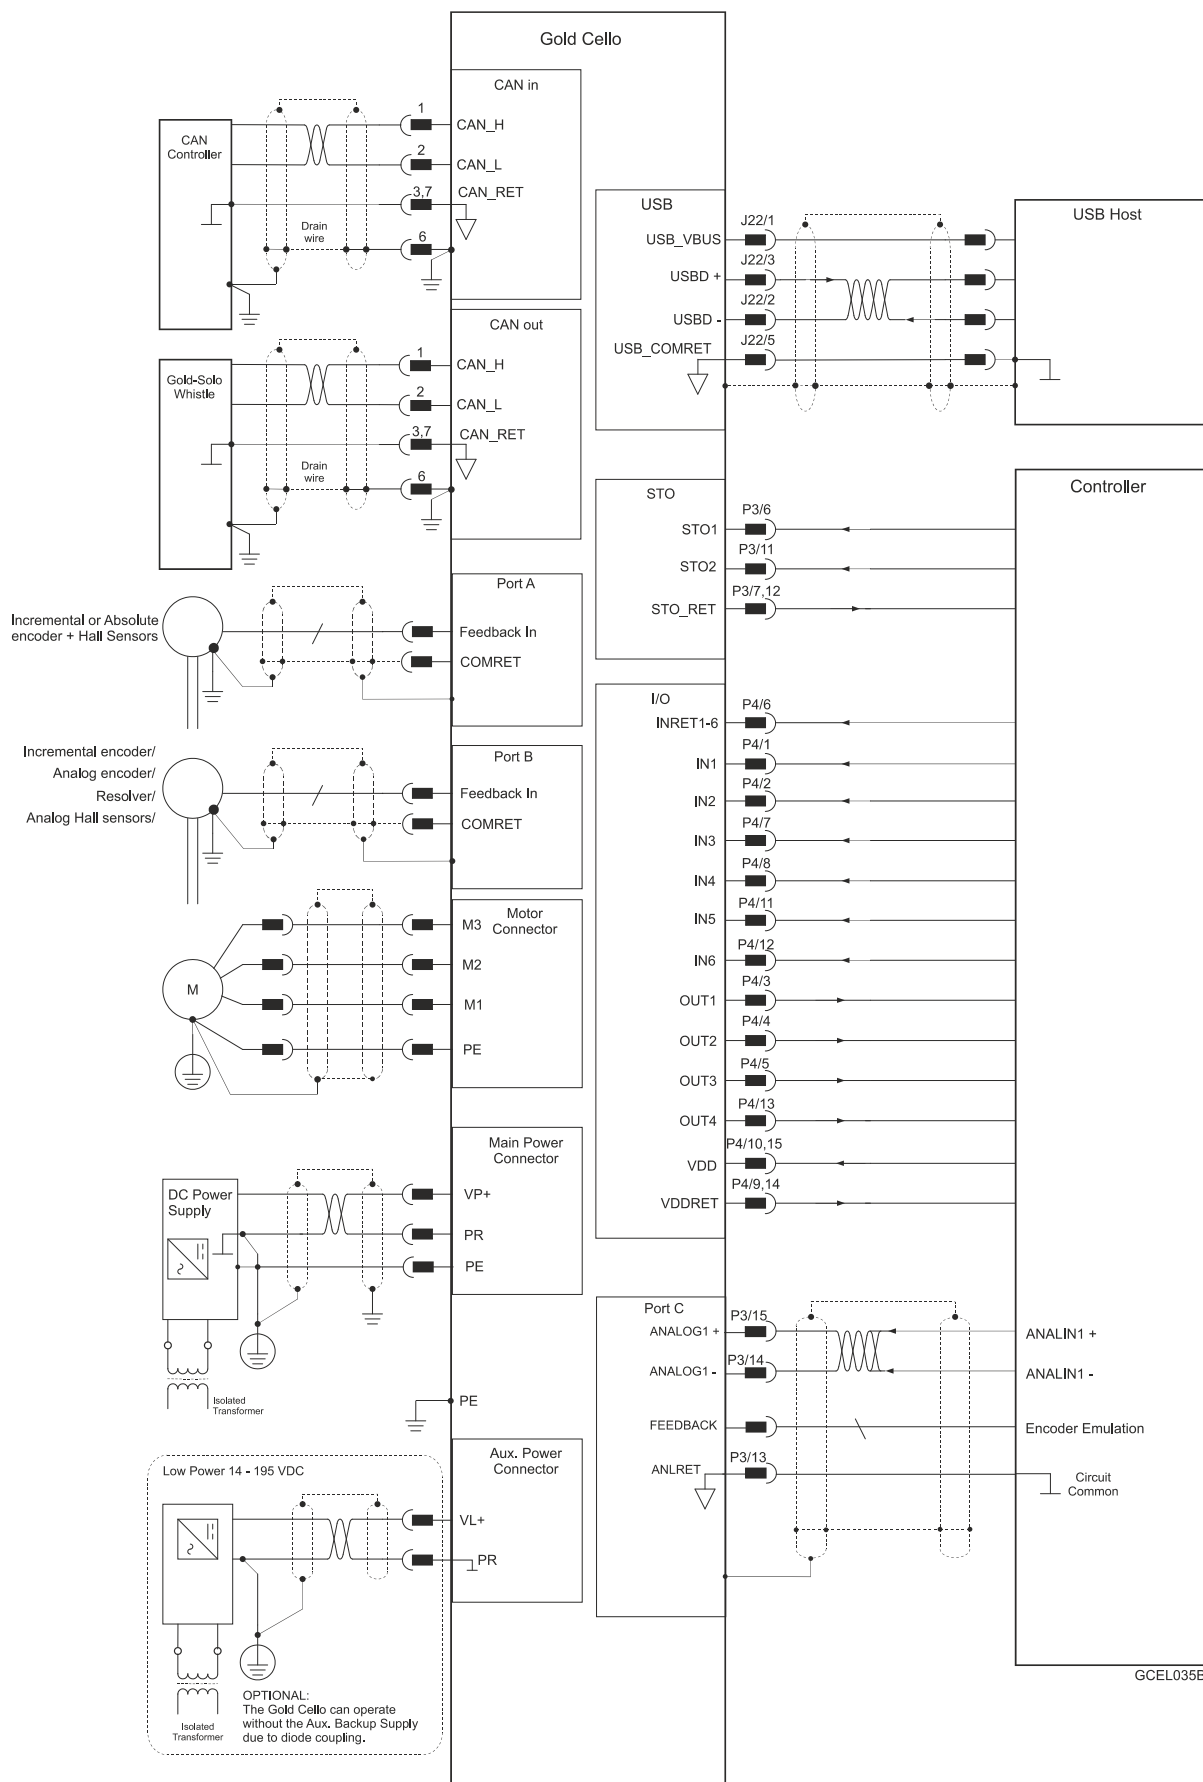 Gold Cello
CAN in
CAN
Controller
1
CAN_H
2
CAN_L
3,7
CAN_RET
Drain
wire
6
CAN out
Gold-Solo
Whistle
1
CAN_H
2
CAN_L
3,7
CAN_RET
Drain
wire
6
Port A
Incremental or Absolute
encoder + Hall Sensors
Feedback In
COMRET
Port B
Incremental encoder/
Analog encoder/
Resolver/
Analog Hall sensors/
Feedback In
COMRET
Motor
Connector
M
M3
M2
M1
PE
Main Power
Connector
DC Power
Supply
VP+
PR
PE
Isolated
Transformer
PE
Aux. Power
Connector
Low Power 14 - 195 VDC
VL+
PR
Isolated
Transformer
OPTIONAL:
The Gold Cello can operate
without the Aux. Backup Supply
due to diode coupling.
USB
USB Host
USB_VBUS
J22/1
USBD +
J22/3
USBD -
J22/2
USB_COMRET
J22/5
STO
Controller
STO1
P3/6
STO2
P3/11
STO_RET
P3/7,12
I/O
INRET1-6
P4/6
IN1
P4/1
IN2
P4/2
IN3
P4/7
IN4
P4/8
IN5
P4/11
IN6
P4/12
OUT1
P4/3
OUT2
P4/4
OUT3
P4/5
OUT4
P4/13
VDD
P4/10,15
VDDRET
P4/9,14
Port C
ANALOG1 +
P3/15
ANALIN1 +
ANALOG1 -
P3/14
ANALIN1 -
FEEDBACK
Encoder Emulation
ANLRET
P3/13
Circuit
Common
GCEL035B